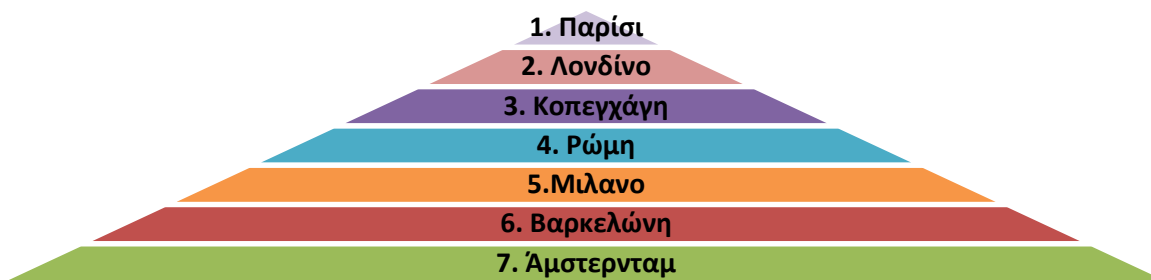 1. Παρίσι
2. Λονδίνο
3. Κοπεγχάγη
4. Ρώμη
5.Μιλανο
6. Βαρκελώνη
7. Άμστερνταμ